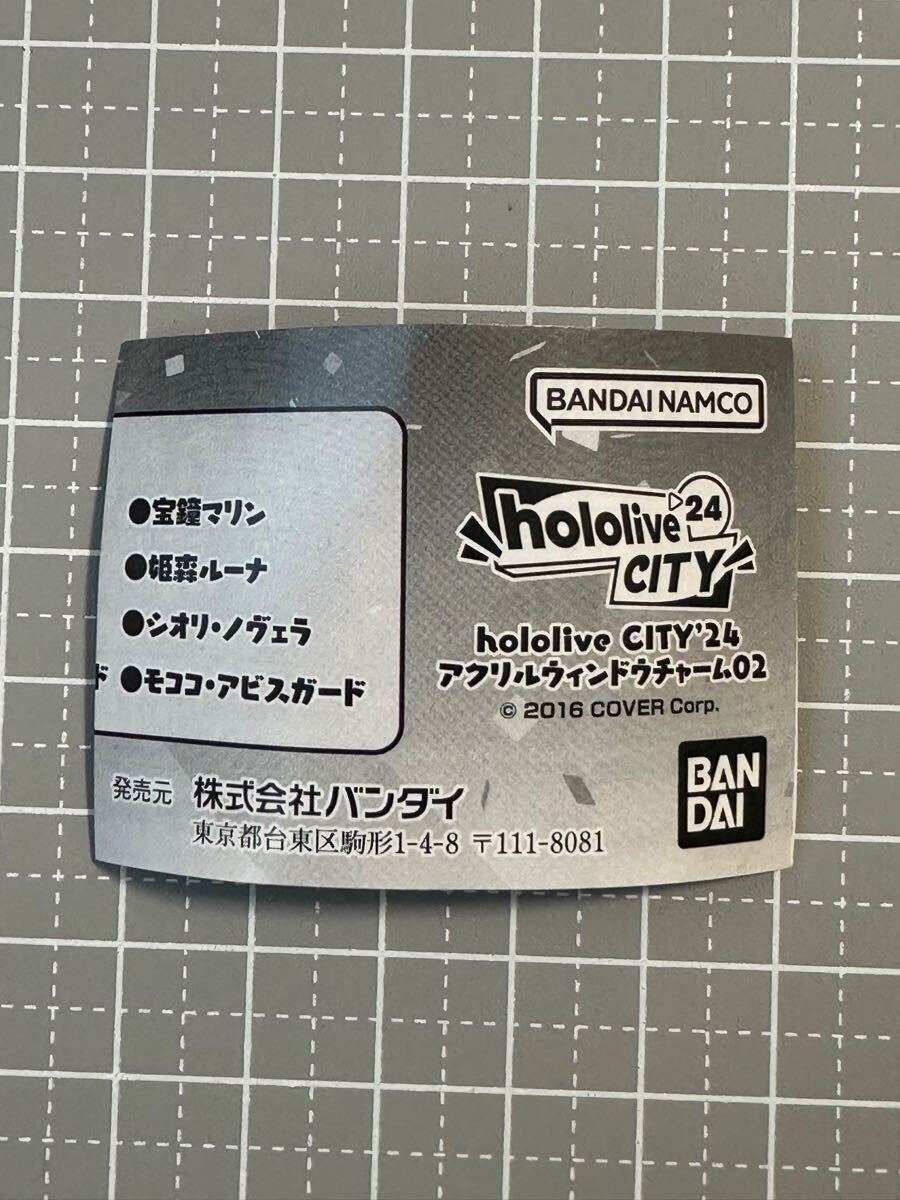 ●宝鐘マリン
●姫森ルーナ
●シオリ・ノヴェラ
ド ●モココ・アビスガード
BANDAI NAMCO
hololive 24
CITY
hololive CITY'24
アクリルウィンドウチャーム02
© 2016 COVER Corp.
発売元 株式会社バンダイ
東京都台東区駒形1-4-8 〒111-8081
BAN
DAI